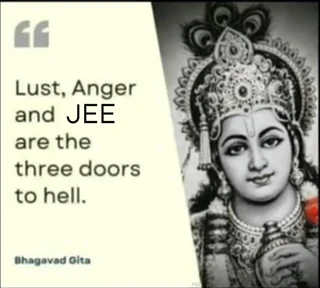 Lust, Anger
and JEE
are the
three doors
to hell.
Bhagavad Gita